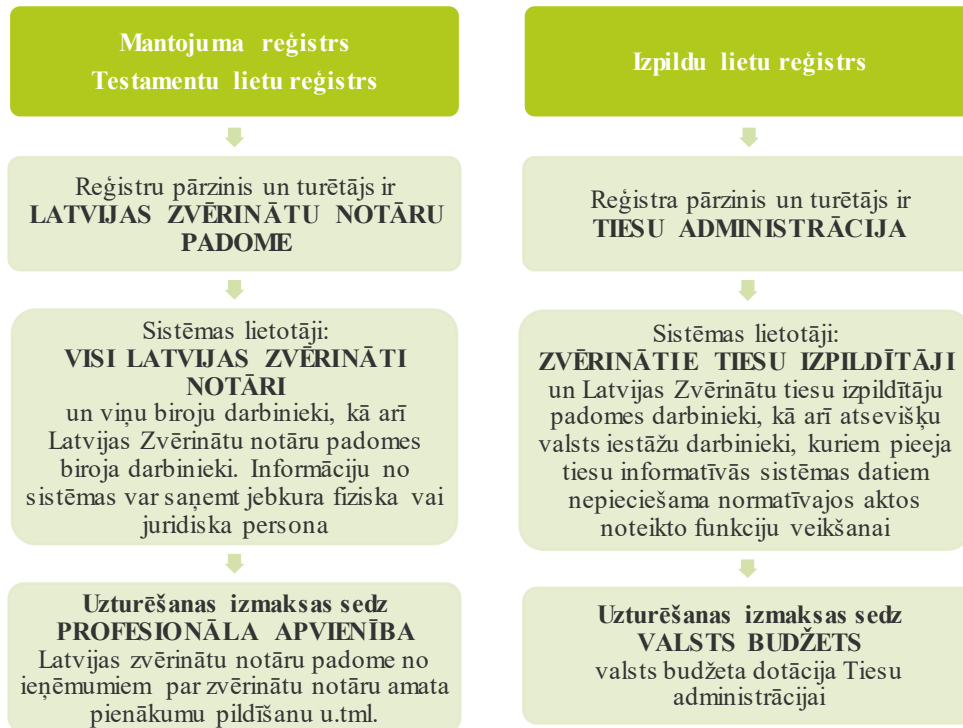 Mantojuma reģistrs
Testamentu lietu reģistrs
Reģistru pārzinis un turētājs ir
LATVIJAS ZVĒRINĀTU NOTĀRU
PADOME
Sistēmas lietotāji:
VISI LATVIJAS ZVĒRINĀTI
NOTĀRI
un viņu biroju darbinieki, kā arī
Latvijas Zvērinātu notāru padomes
biroja darbinieki. Informāciju no
sistēmas var saņemt jebkura fiziska vai
juridiska persona
Uzturēšanas izmaksas sedz
PROFESIONĀLA APVIENĪBA
Latvijas zvērinātu notāru padome no
ieņēmumiem par zvērinātu notāru amata
pienākumu pildīšanu u.tml.
Izpildu lietu reģistrs
Reģistra pārzinis un turētājs ir
TIESU ADMINISTRĀCIJA
Sistēmas lietotāji:
ZVĒRINĀTIE TIESU IZPILDĪTĀJI
un Latvijas Zvērinātu tiesu izpildītāju
padomes darbinieki, kā arī atsevišķu
valsts iestāžu darbinieki, kuriem pieeja
tiesu informatīvās sistēmas datiem
nepieciešama normatīvajos aktos
noteikto funkciju veikšanai
Uzturēšanas izmaksas sedz
VALSTS BUDŽETS
valsts budžeta dotācija Tiesu
administrācijai